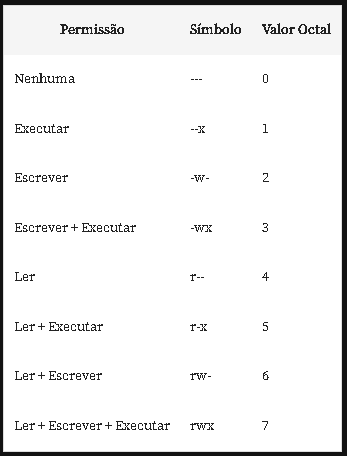 Permissão Símbolo Valor Octal
Nenhuma --- 0
Executar --x 1
Escrever -w- 2
Escrever + Executar -wx 3
Ler r-- 4
Ler + Executar r-x 5
Ler + Escrever rw- 6
Ler + Escrever + Executar rwx 7